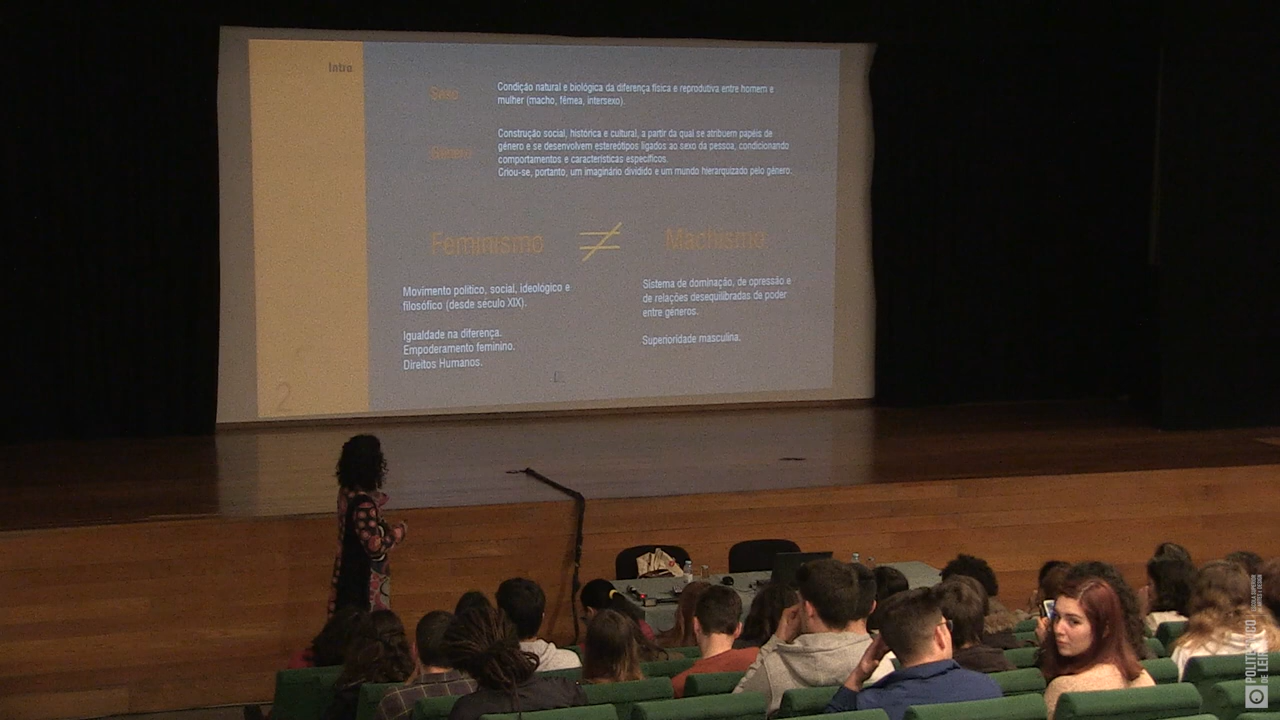 Intro
Sexo
Condição natural e biológica da diferença física e reprodutiva entre homem e
mulher (macho, fêmea, intersexo).
Género
Construção social, histórica e cultural, a partir da qual se atribuem papéis de
género e se desenvolvem estereótipos ligados ao sexo da pessoa, condicionando
comportamentos e características específicos.
Criou-se, portanto, um imaginário dividido e um mundo hierarquizado pelo género.
Feminismo ≠ Machismo
Movimento político, social, ideológico e
filosófico (desde século XIX).
Igualdade na diferença.
Empoderamento feminino.
Direitos Humanos.
Sistema de dominação, de opressão e
de relações desequilibradas de poder
entre géneros.
Superioridade masculina.
2
POLITÉCNICO
DE LEIRIA